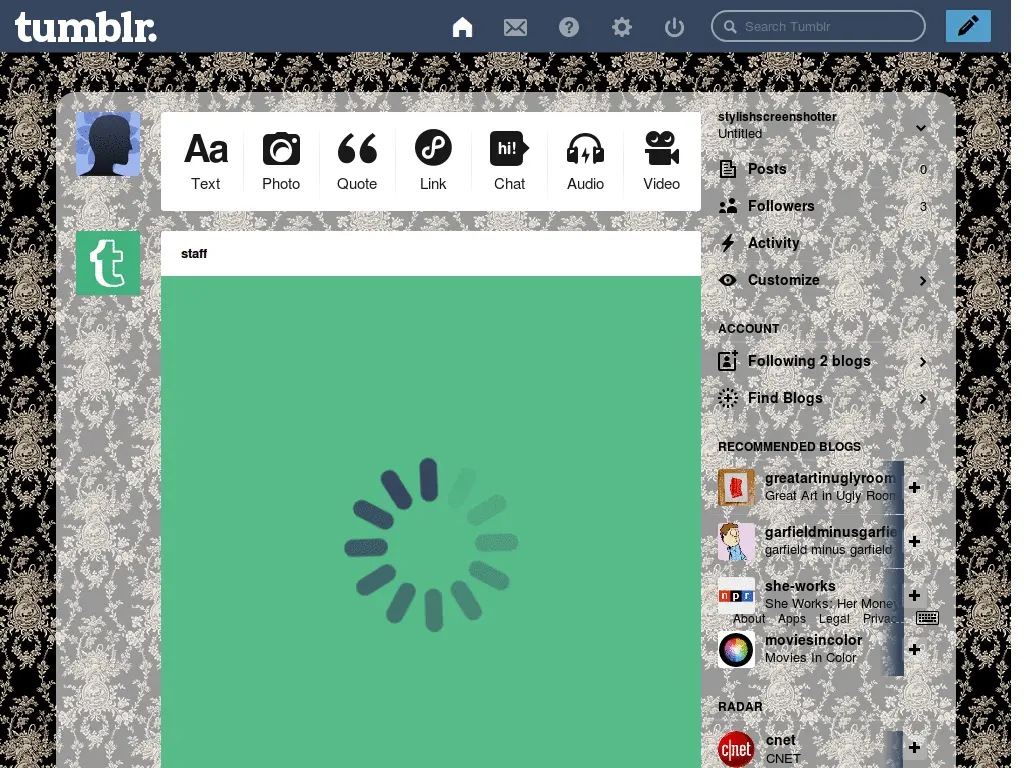 tumblr.
Search Tumblr
Aa
hi!
Text Photo Quote Link Chat Audio Video
stylishscreenshotter
Untitled
Posts 0
Followers 3
Activity
Customize
t
staff
ACCOUNT
Following 2 blogs
Find Blogs
RECOMMENDED BLOGS
greatartinuglyroom
Great Art in Ugly Room
garfieldminusgarfie
garfield minus garfield
npr
she-works
She Works: Her Money
About Apps Legal Privac
moviesincolor
Movies In Color
RADAR
c|net
cnet
CNET